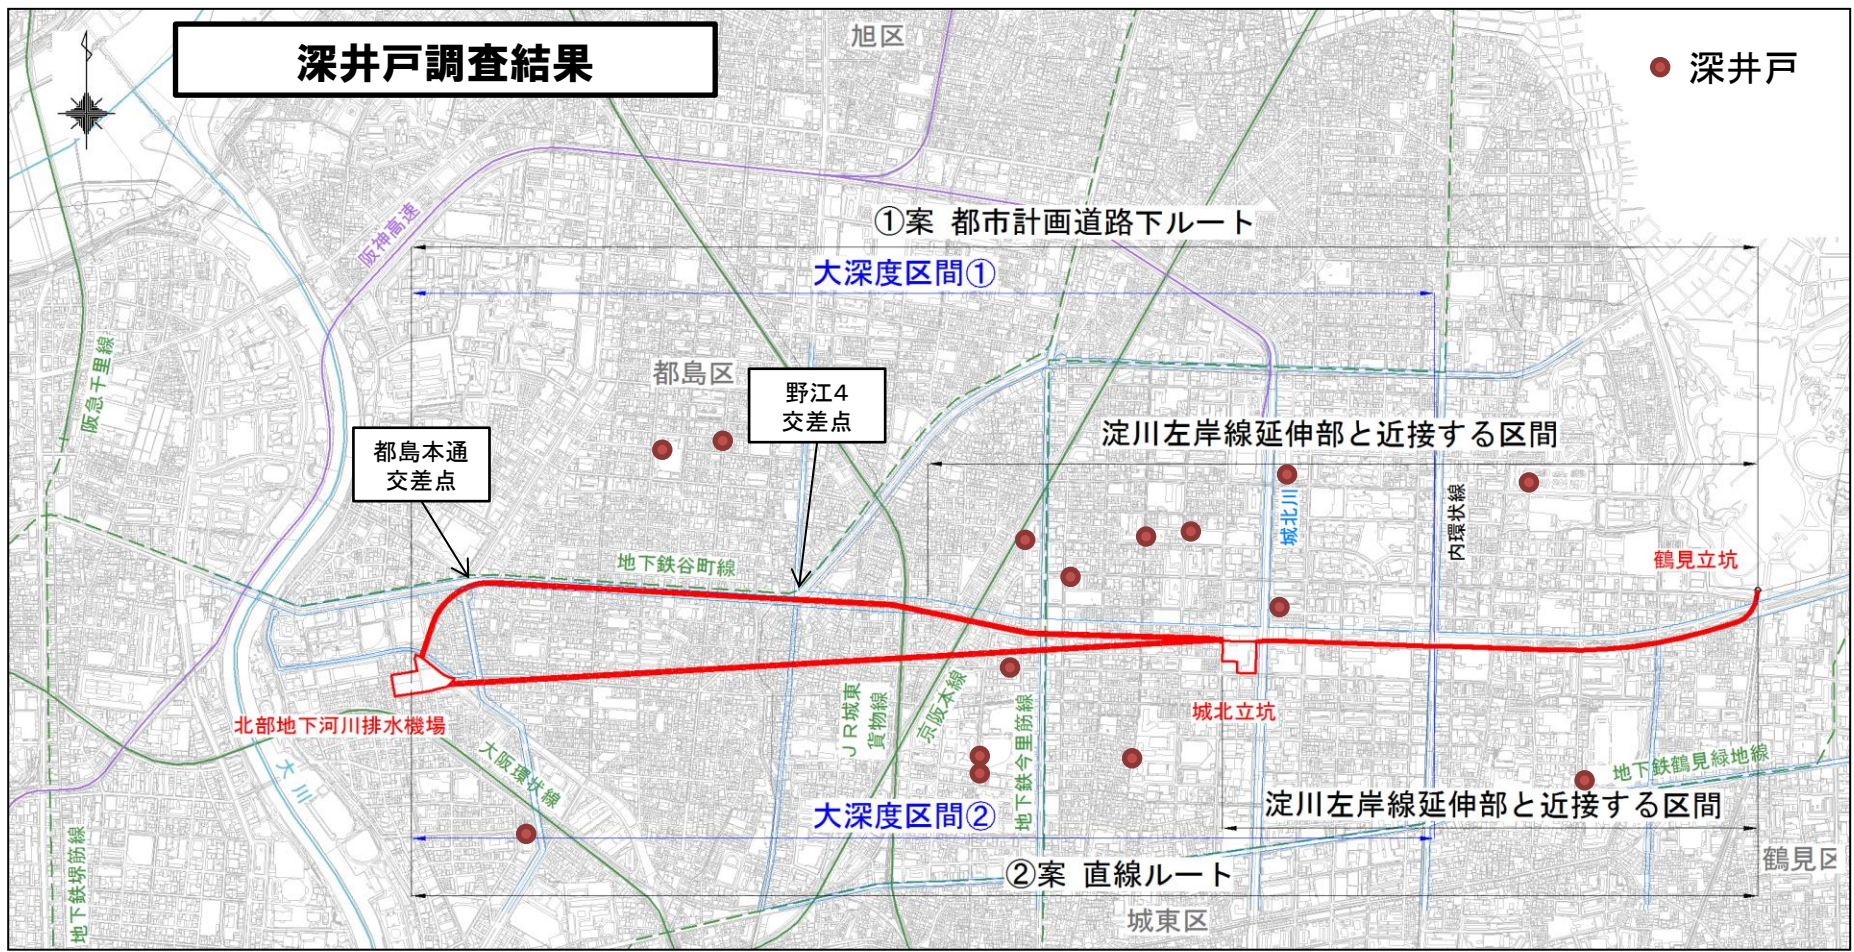 深井戸調査結果
旭区
深井戸
①案 都市計画道路下ルート
阪神高速
大深度区間①
阪急千里線
都島区
野江4
交差点
淀川左岸線延伸部と近接する区間
都島本通
交差点
城北川
内環状線
地下鉄谷町線
鶴見立坑
北部地下河川排水機場
JR城東
貨物線
京阪本線
地下鉄今里筋線
城北立坑
大川
大阪環状線
地下鉄鶴見緑地線
大深度区間②
淀川左岸線延伸部と近接する区間
地下鉄堺筋線
②案 直線ルート
鶴見区
城東区